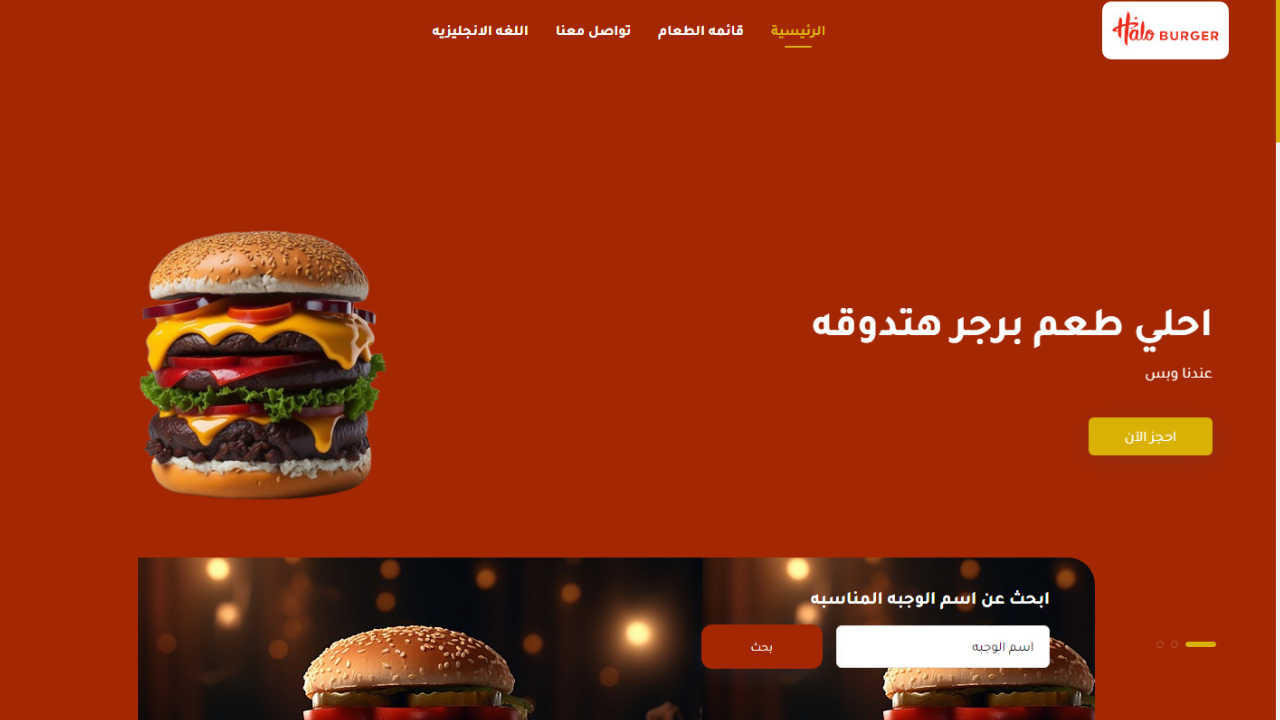 Halo BURGER
الرئيسية
قائمه الطعام
تواصل معنا
اللغه الانجليزيه
احلي طعم برجر هتدوقه
عندنا وبس
احجز الآن
ابحث عن اسم الوجبه المناسبه
اسم الوجبه
بحث